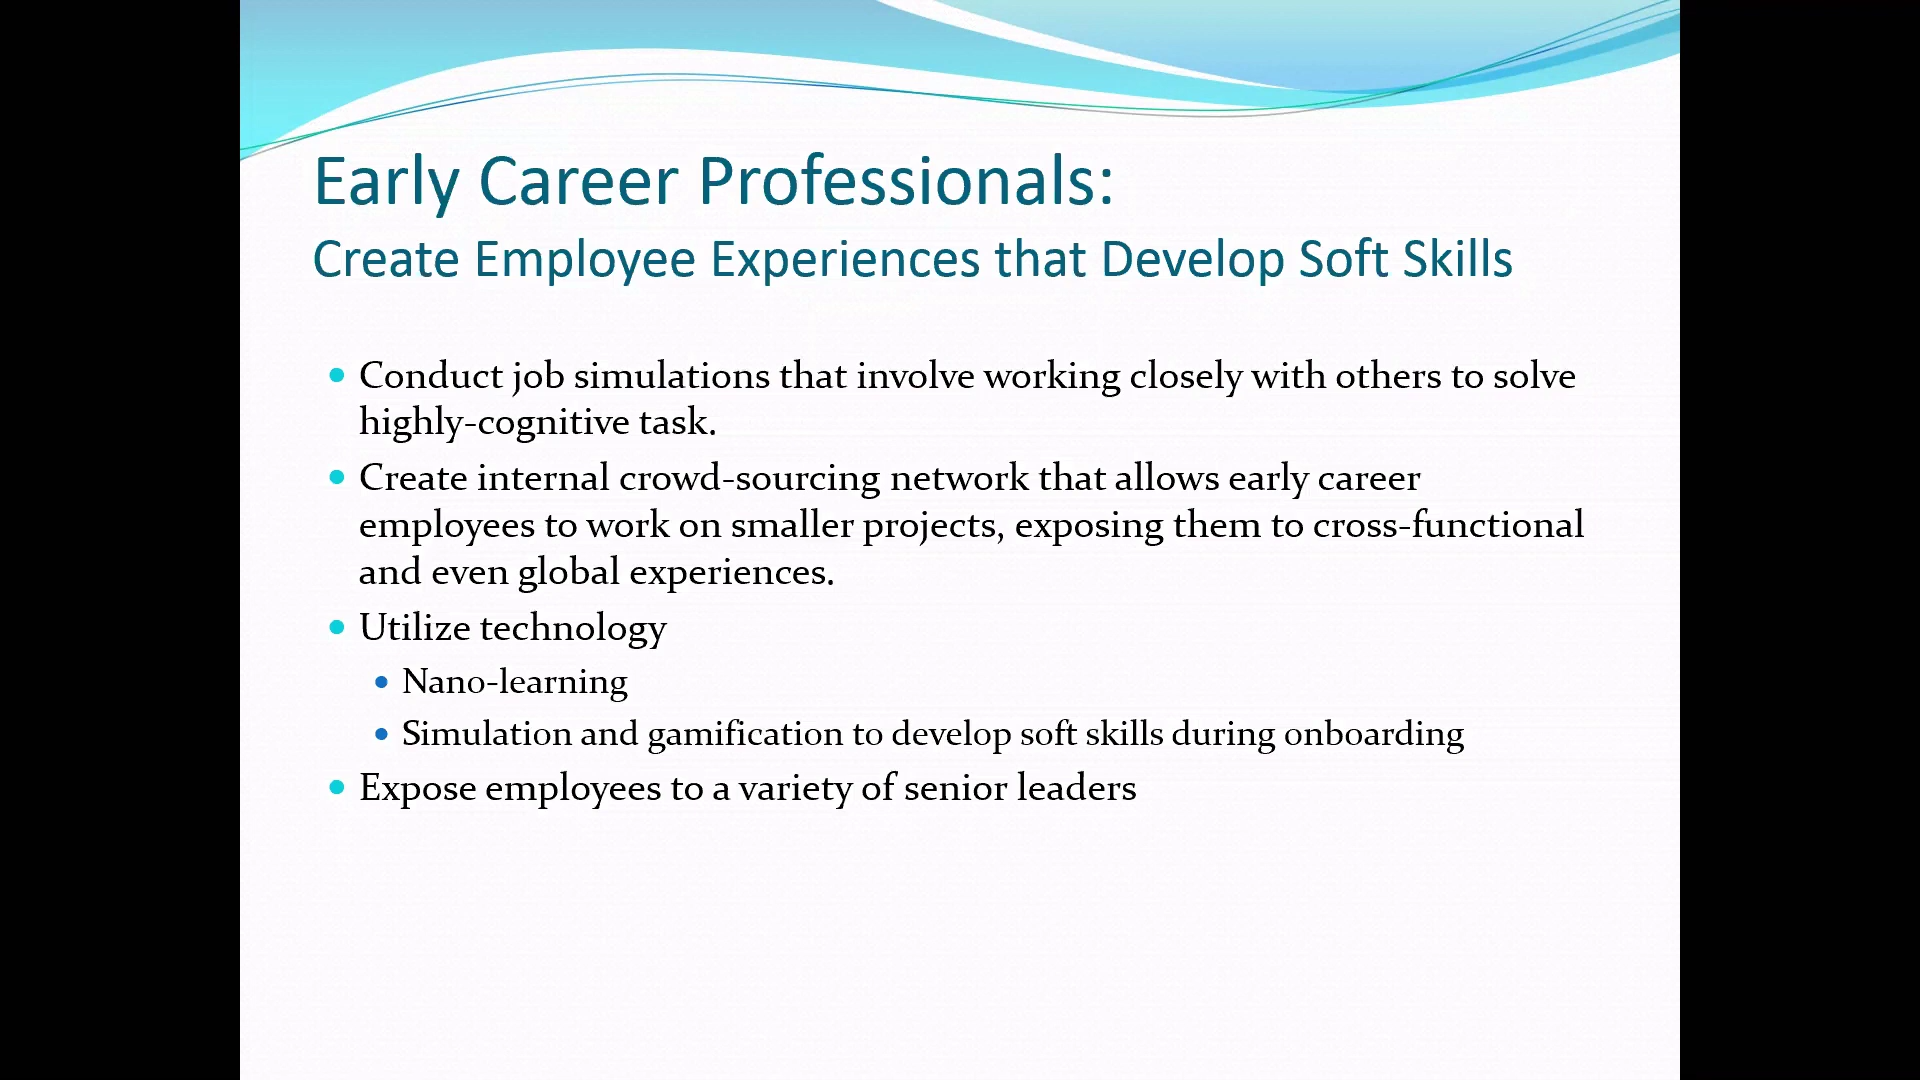 Early Career Professionals:
Create Employee Experiences that Develop Soft Skills
• Conduct job simulations that involve working closely with others to solve
highly-cognitive task.
• Create internal crowd-sourcing network that allows early career
employees to work on smaller projects, exposing them to cross-functional
and even global experiences.
• Utilize technology
• Nano-learning
• Simulation and gamification to develop soft skills during onboarding
• Expose employees to a variety of senior leaders